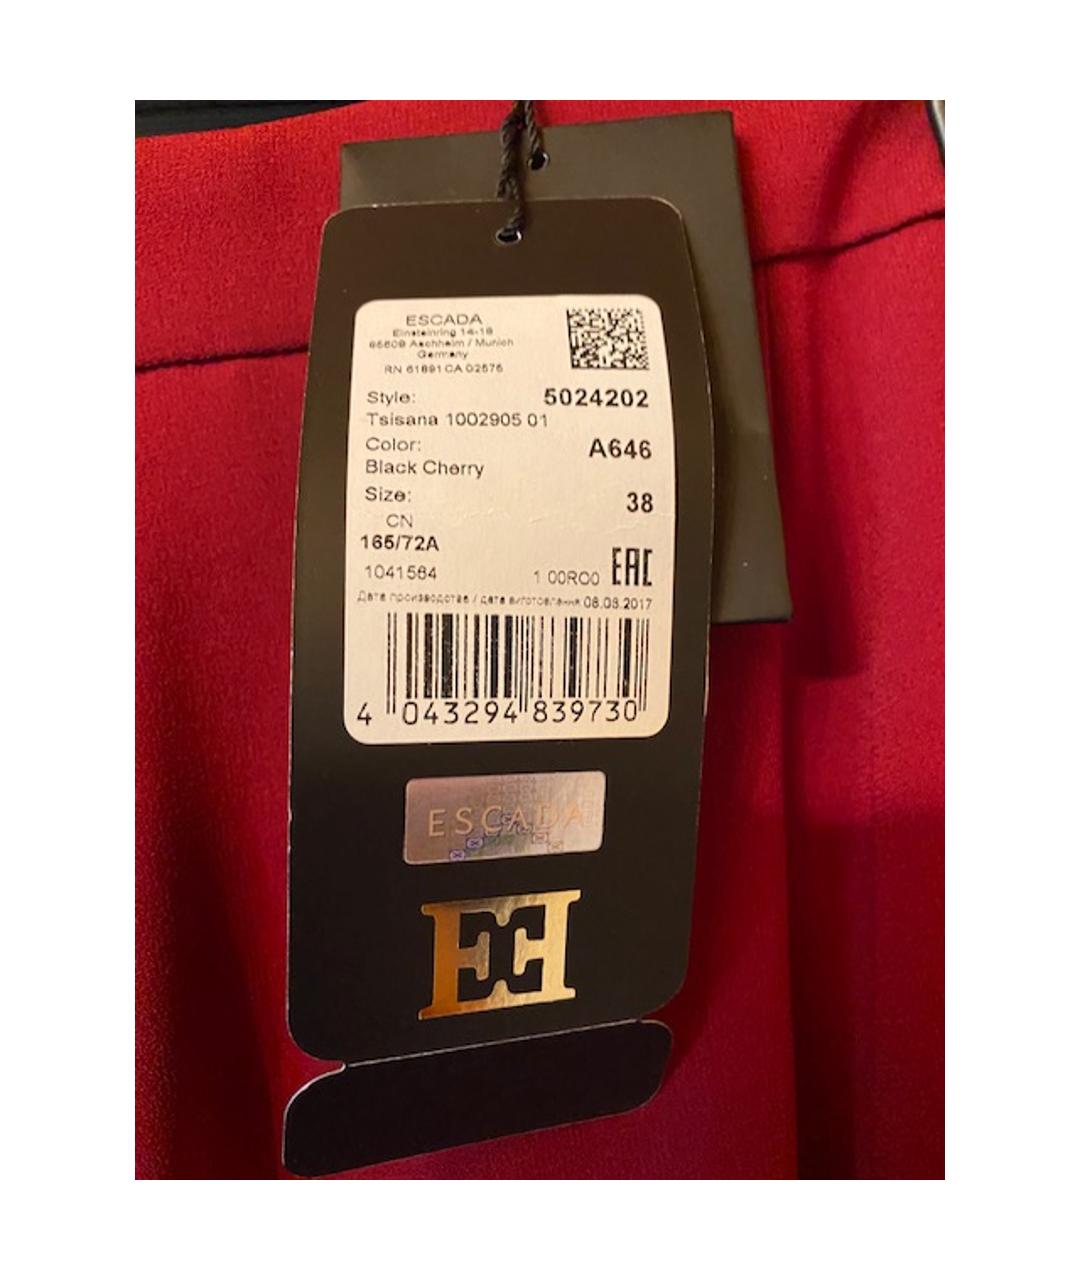 ESCADA
Einsteinring 14-18
85609 Aschheim / Munich
Germany
RN 61891 CA 02575
Style: 5024202
Tsisana 1002905 01
Color: A646
Black Cherry
Size: 38
CN
165/72A
1041564 1 00RO0 EAC
Дата производства / дата виготовлення 08.08.2017
4 043294 839730
ESCADA